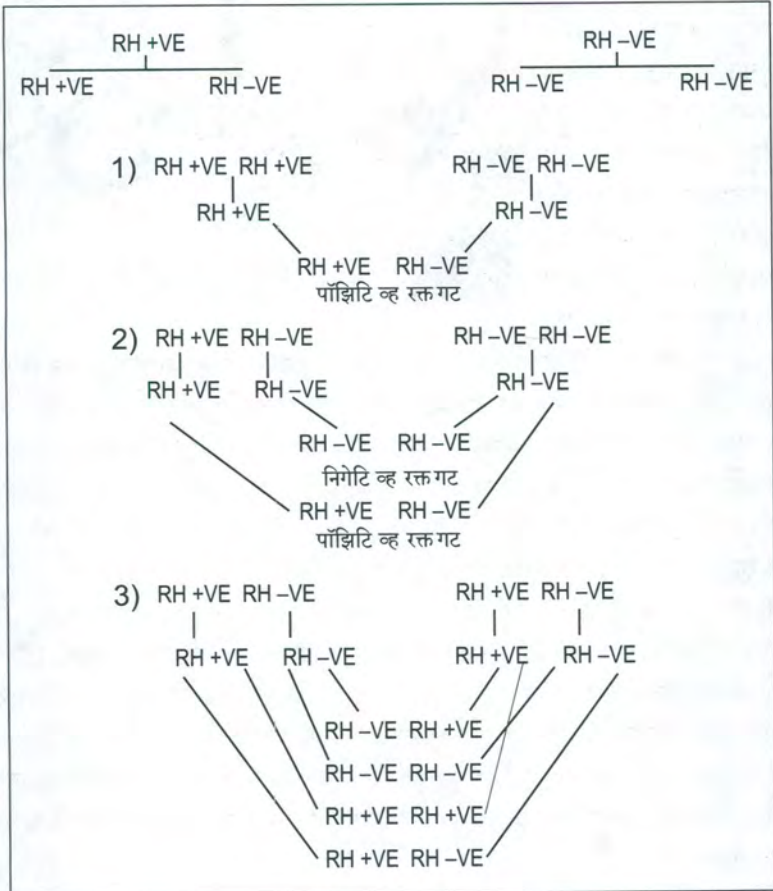 RH +VE RH –VE
RH +VE RH –VE RH –VE RH –VE
1) RH +VE RH +VE RH –VE RH –VE
RH +VE RH –VE
RH +VE RH –VE
पॉझिटि व्ह रक्त गट
2) RH +VE RH –VE RH –VE RH –VE
RH +VE RH –VE RH –VE
RH –VE RH –VE
निगेटि व्ह रक्त गट
RH +VE RH –VE
पॉझिटि व्ह रक्त गट
3) RH +VE RH –VE RH +VE RH –VE
RH +VE RH –VE RH +VE RH –VE
RH –VE RH +VE
RH –VE RH –VE
RH +VE RH +VE
RH +VE RH –VE